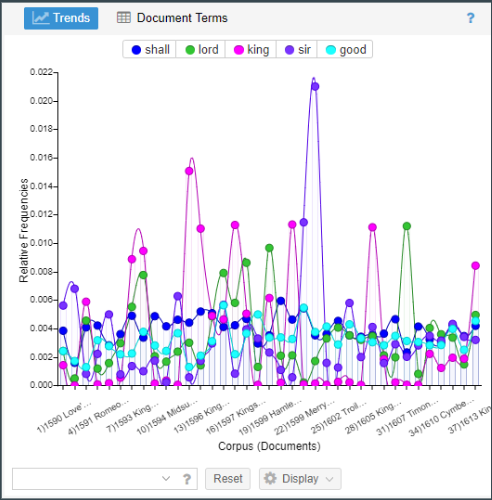 Trends Document Terms ?
shall lord king sir good
0.022
0.020
0.018
0.016
0.014
0.012
0.010
0.008
0.006
0.004
0.002
0.000
Relative Frequencies
1)1590 Love'...
4)1591 Romeo...
7)1593 King...
10)1594 Midsu...
13)1596 King...
16)1597 Kings...
19)1599 Hamle...
22)1599 Merry...
25)1602 Troil...
28)1605 King...
31)1607 Timon...
34)1610 Cymbe...
37)1613 Kin
Corpus (Documents)
? Reset Display